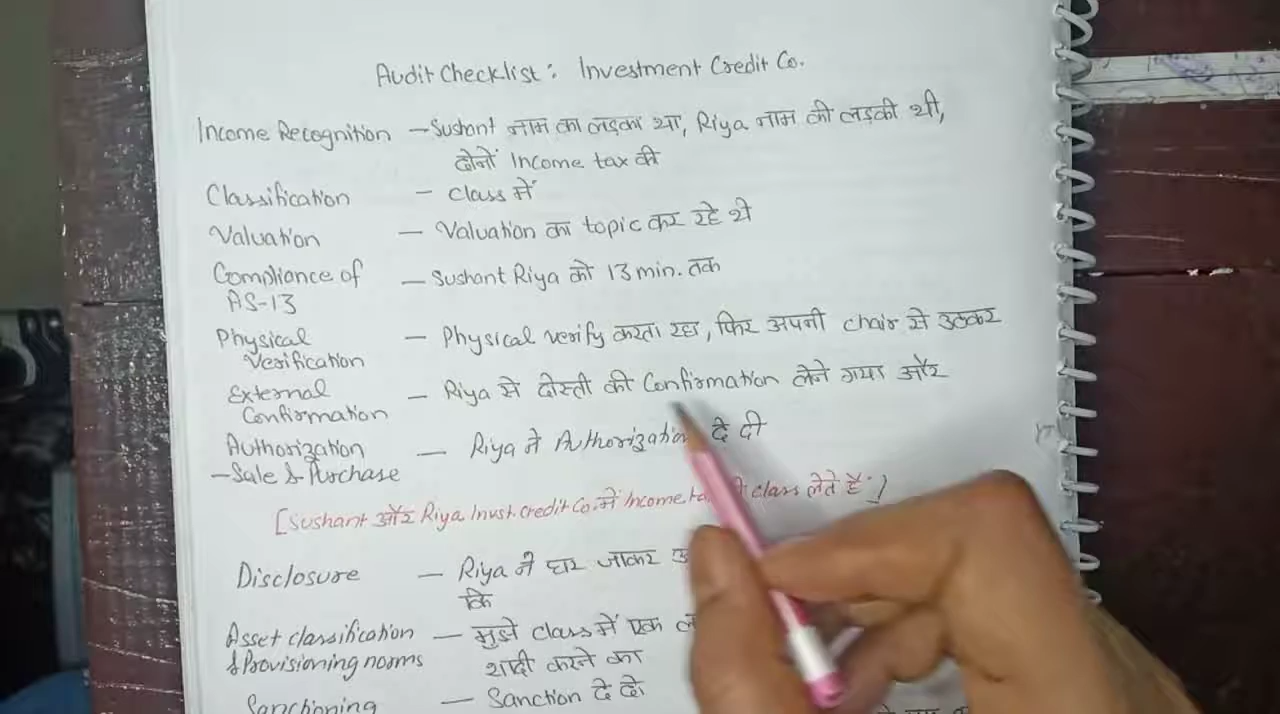 Audit Checklist: Investment Credit Co.
Income Recognition – Sushant नाम का लड़का था, Riya नाम की लड़की थी,
दोनों Income tax की
Classification – class में
Valuation – Valuation का topic कर रहे थे
Compliance of AS-13 – Sushant Riya को 13 min. तक
Physical Verification – Physical verify करता रहा, फिर अपनी chair से उठकर
External Confirmation – Riya से दोस्ती की Confirmation लेने गया और
Authorization – Riya ने Authorization दे दी
–Sale & Purchase
[Sushant और Riya Invst. Credit Co. में Income class लेते है:]
Disclosure – Riya ने घर जाकर
कि
Asset classification – मुझे class में एक
& Provisioning norms शादी करने का
Sanctioning – Sanction दे दो